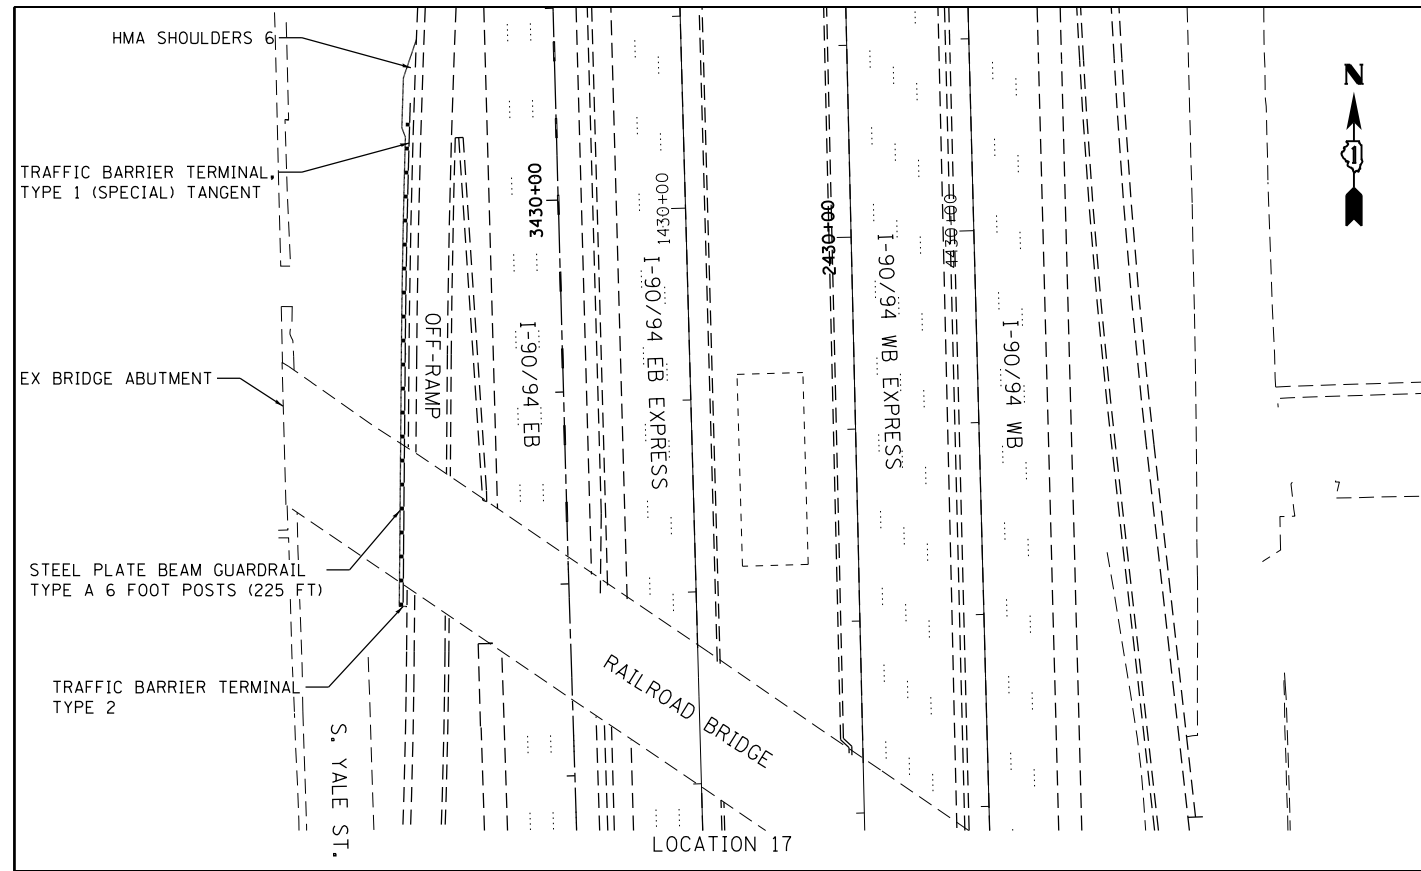 HMA SHOULDERS 6
N
1
TRAFFIC BARRIER TERMINAL,
TYPE 1 (SPECIAL) TANGENT
3430+00
1430+00
2430+00
4430+00
OFF-RAMP
I-90/94 EB
I-90/94 EB EXPRESS
I-90/94 WB EXPRESS
I-90/94 WB
EX BRIDGE ABUTMENT
STEEL PLATE BEAM GUARDRAIL
TYPE A 6 FOOT POSTS (225 FT)
TRAFFIC BARRIER TERMINAL
TYPE 2
RAILROAD BRIDGE
S. YALE ST.
LOCATION 17